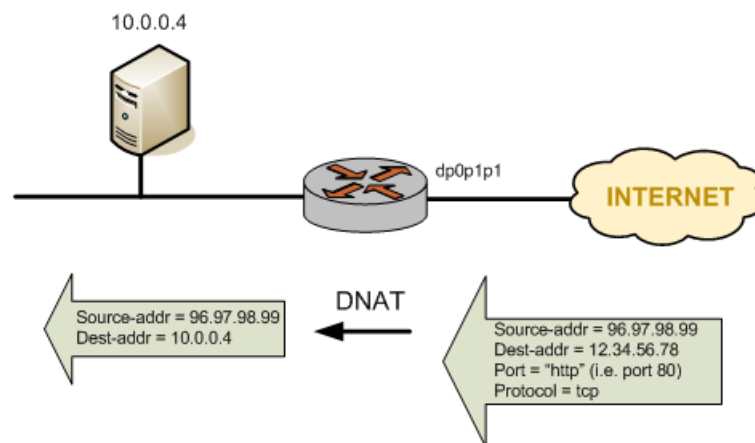 10.0.0.4
dp0p1p1
INTERNET
DNAT
Source-addr = 96.97.98.99
Dest-addr = 10.0.0.4
Source-addr = 96.97.98.99
Dest-addr = 12.34.56.78
Port = “http” (i.e. port 80)
Protocol = tcp